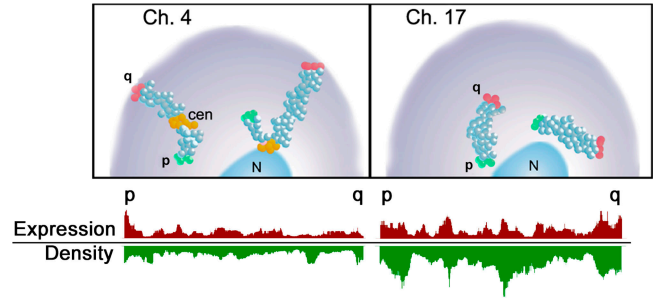 Ch. 4
Ch. 17
q
cen
p
N
q
p
N
p q p q
Expression
Density